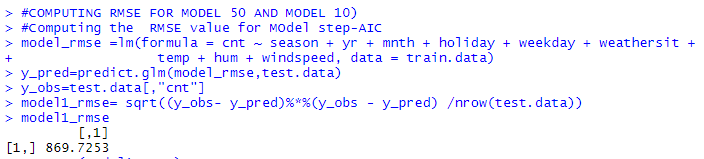 > #COMPUTING RMSE FOR MODEL 50 AND MODEL 10)
> #Computing the  RMSE value for MOdel step-AIC
> model_rmse =lm(formula = cnt ~ season + yr + mnth + holiday + weekday + weathersit +
+                  temp + hum + windspeed, data = train.data)
> y_pred=predict.glm(model_rmse,test.data)
> y_obs=test.data[,"cnt"]
> model1_rmse= sqrt((y_obs- y_pred)%*%(y_obs - y_pred) /nrow(test.data))
> model1_rmse
[,1]
[1,] 869.7253